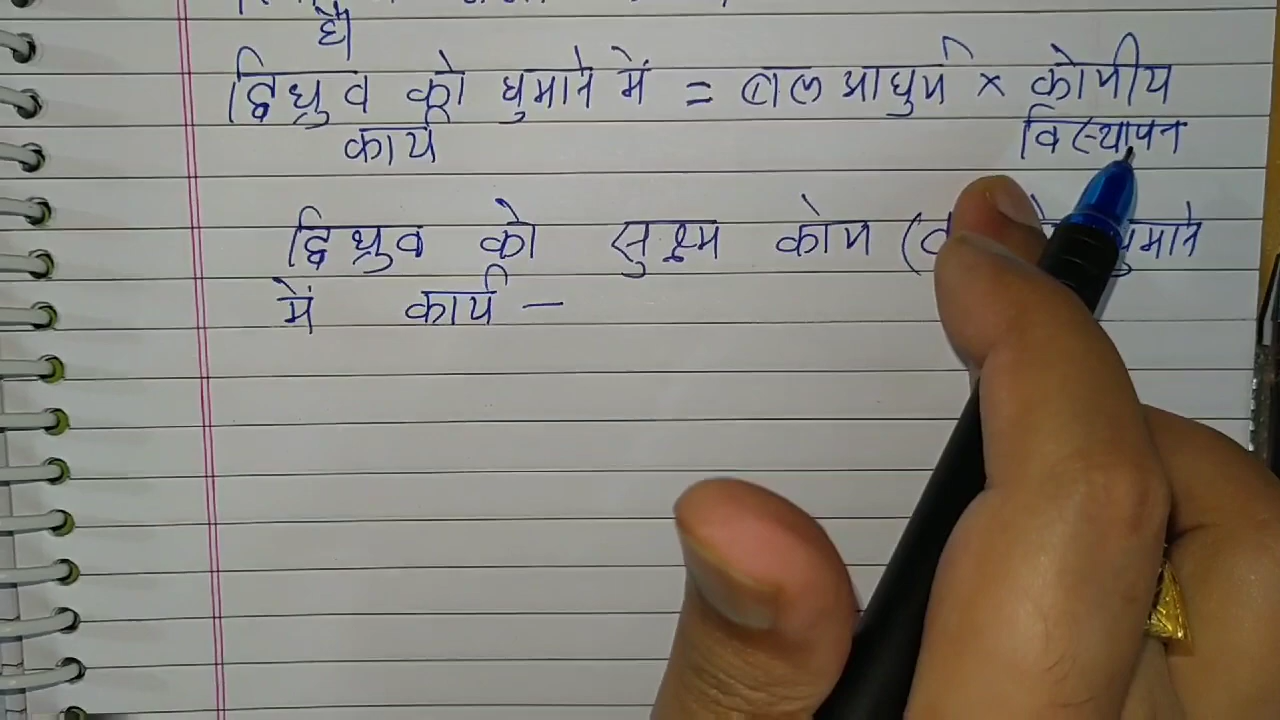 है
द्विध्रुव को घुमाने में = बल आघुर्ण × कोणीय
कार्य विस्थापन
द्विध्रुव को सुक्ष्म कोण घुमाने
में कार्य –